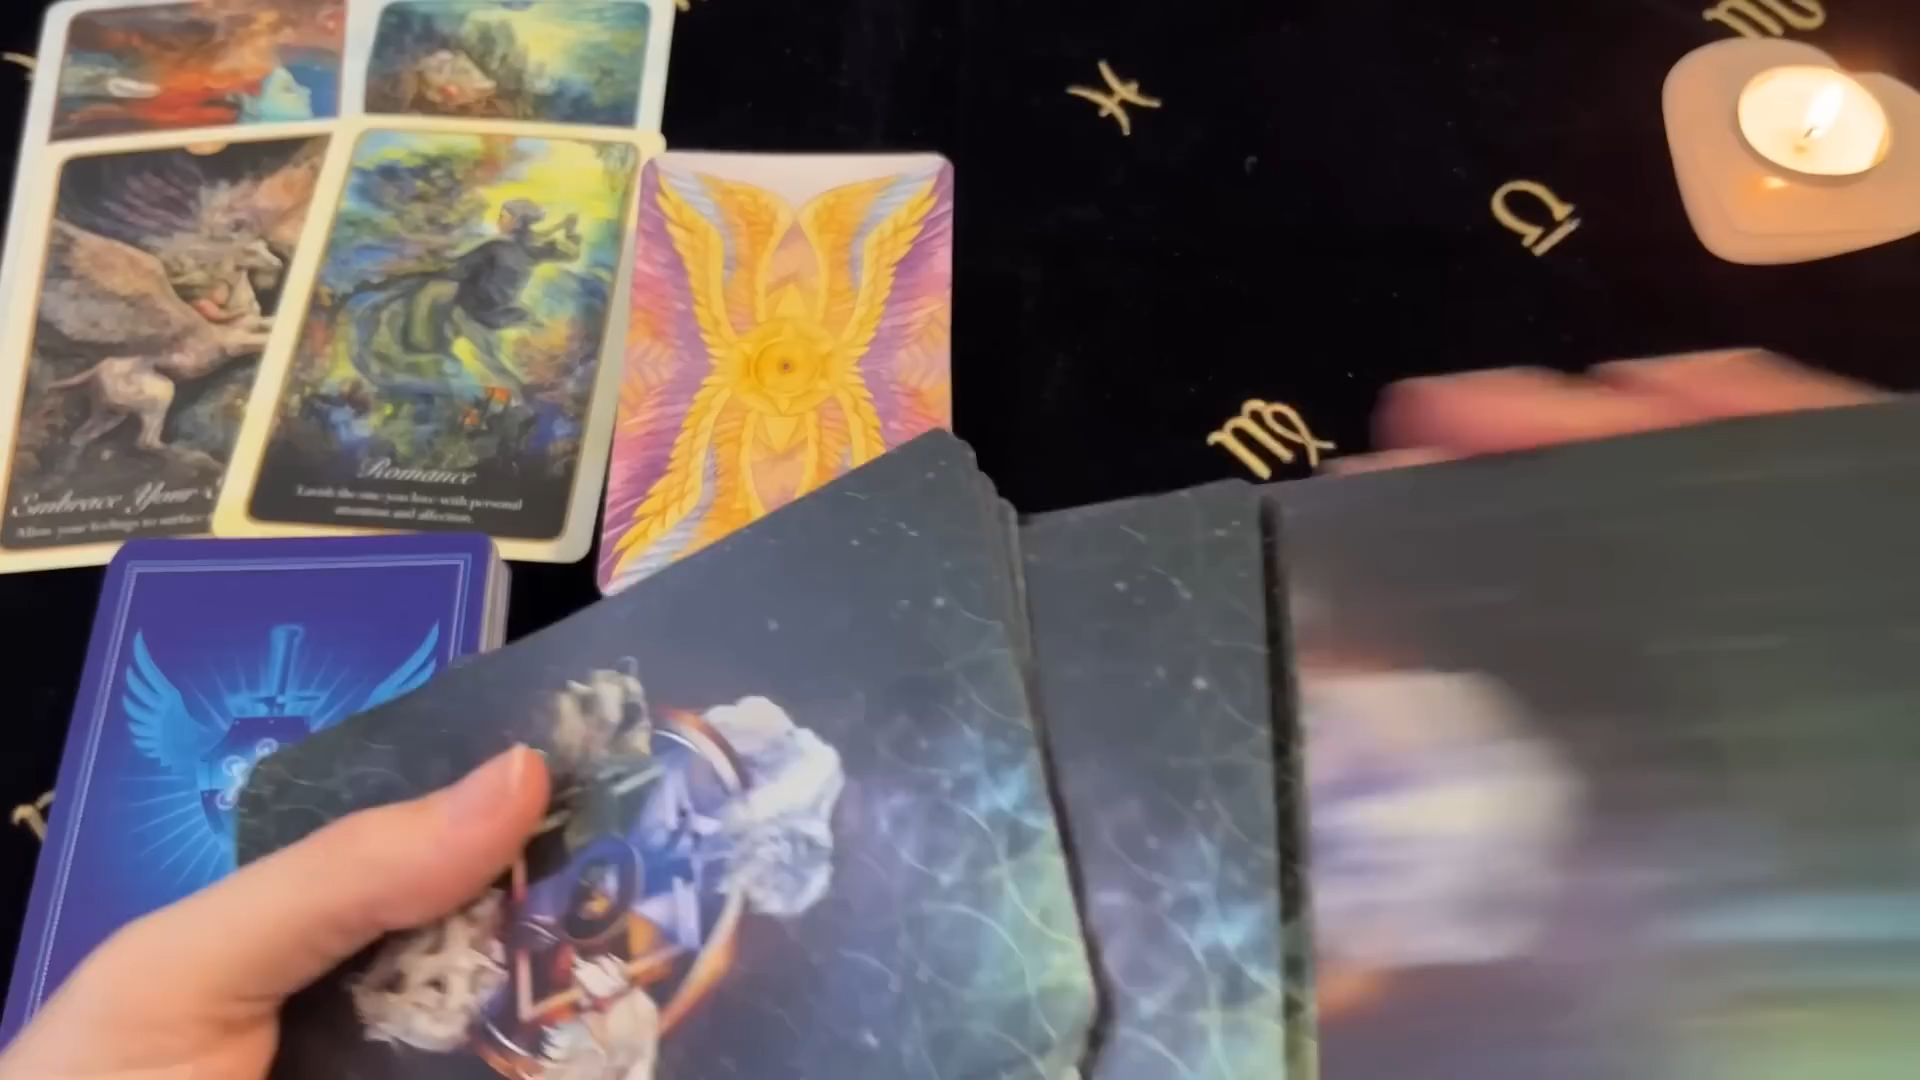 Embrace Your
Allow your feelings to surface
Romance
Lavish the one you love with personal
attention and affection.